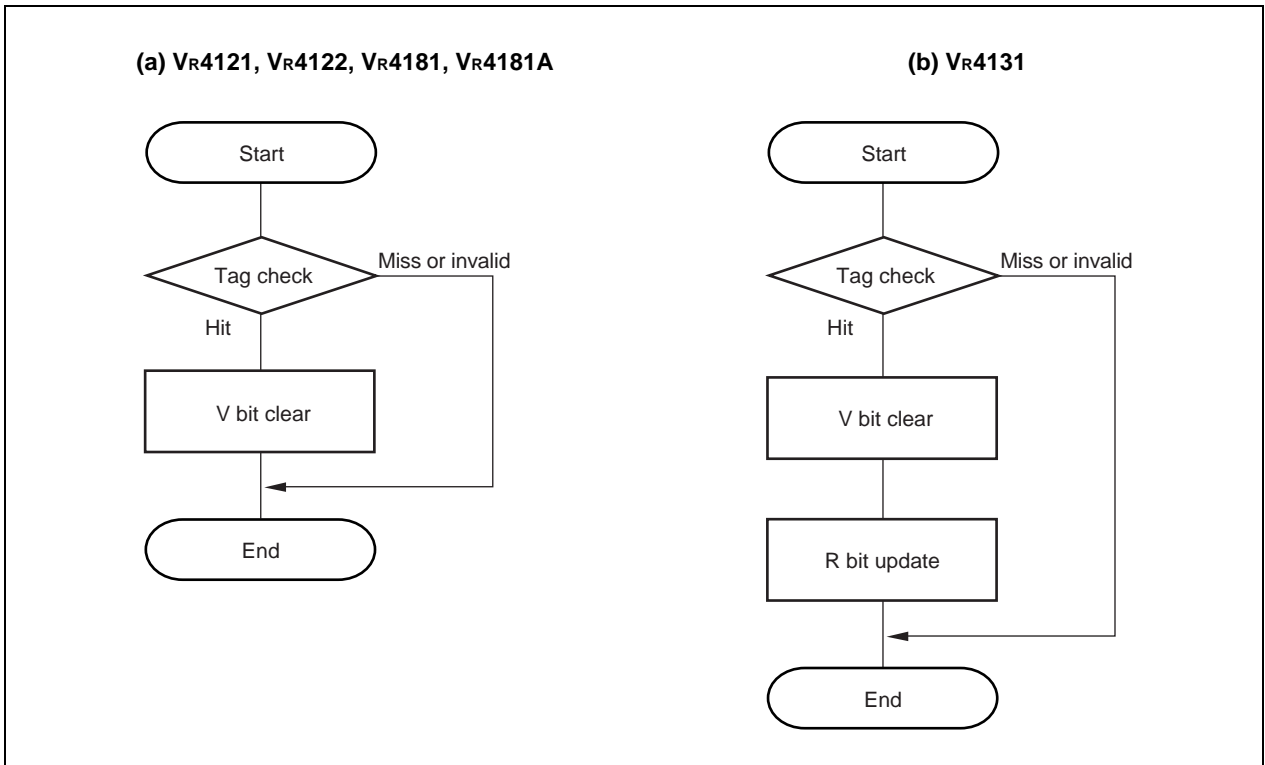 (a) VR4121, VR4122, VR4181, VR4181A
Start
Tag check
Miss or invalid
Hit
V bit clear
End
(b) VR4131
Start
Tag check
Miss or invalid
Hit
V bit clear
R bit update
End